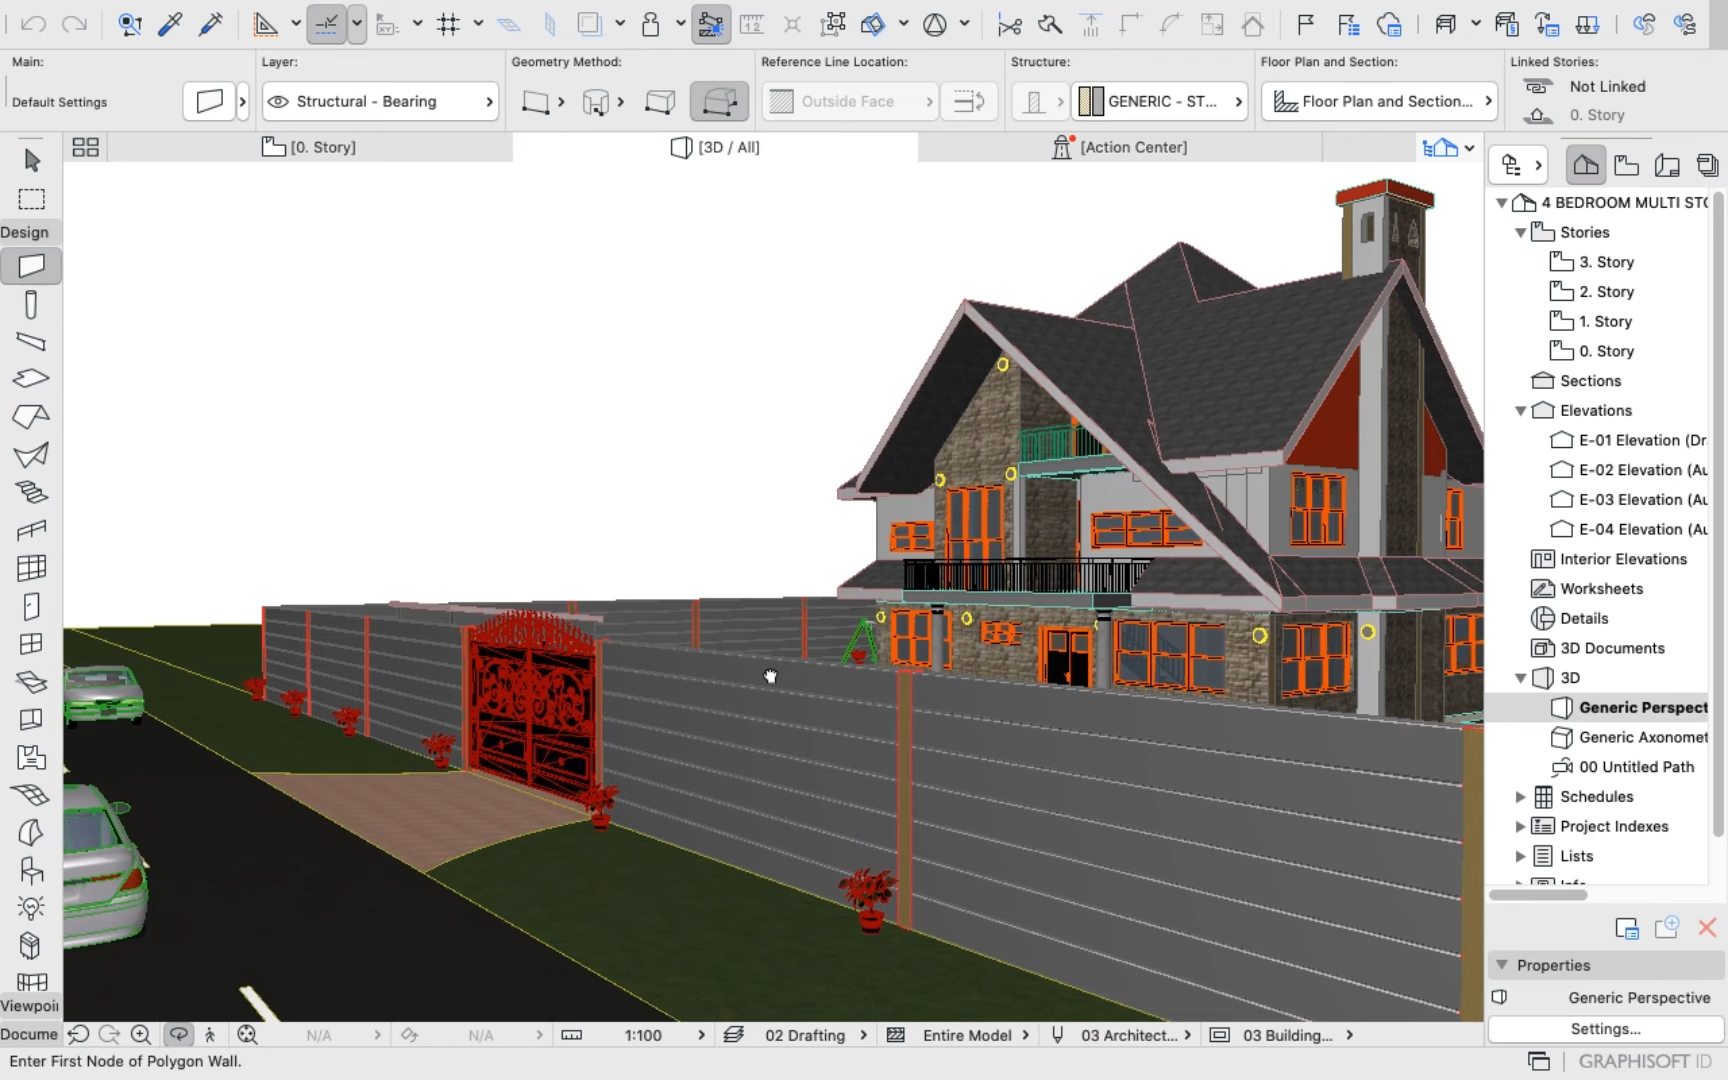 Main:
Default Settings
Layer:
Structural - Bearing
Geometry Method:
Reference Line Location:
Outside Face
Structure:
GENERIC - ST...
Floor Plan and Section:
Floor Plan and Section...
Linked Stories:
Not Linked
0. Story
[0. Story]
[3D / All]
[Action Center]
Design
Viewpoi
Docume
4 BEDROOM MULTI STO
Stories
3. Story
2. Story
1. Story
0. Story
Sections
Elevations
E-01 Elevation (Dr
E-02 Elevation (Au
E-03 Elevation (Au
E-04 Elevation (Au
Interior Elevations
Worksheets
Details
3D Documents
3D
Generic Perspect
Generic Axonomet
00 Untitled Path
Schedules
Project Indexes
Lists
Properties
Generic Perspective
Settings...
N/A
N/A
1:100
02 Drafting
Entire Model
03 Architect...
03 Building...
Enter First Node of Polygon Wall.
GRAPHISOFT ID